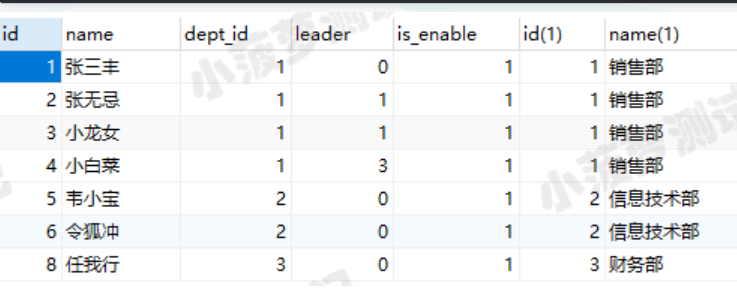 id name dept_id leader is_enable id(1) name(1)
1 张三丰 1 0 1 1 销售部
2 张无忌 1 1 1 1 销售部
3 小龙女 1 1 1 1 销售部
4 小白菜 1 3 1 1 销售部
5 韦小宝 2 0 1 2 信息技术部
6 令狐冲 2 0 1 2 信息技术部
8 任我行 3 0 1 3 财务部
小菠萝测试
小菠萝测试